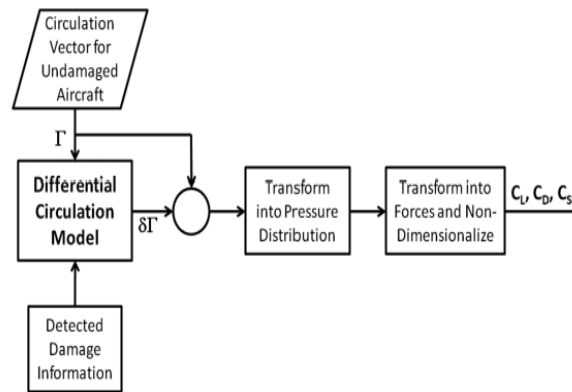 Circulation
Vector for
Undamaged
Aircraft
Γ
Differential
Circulation
Model
δΓ
Transform
into Pressure
Distribution
Transform into
Forces and Non-
Dimensionalize
C_L, C_D, C_S
Detected
Damage
Information